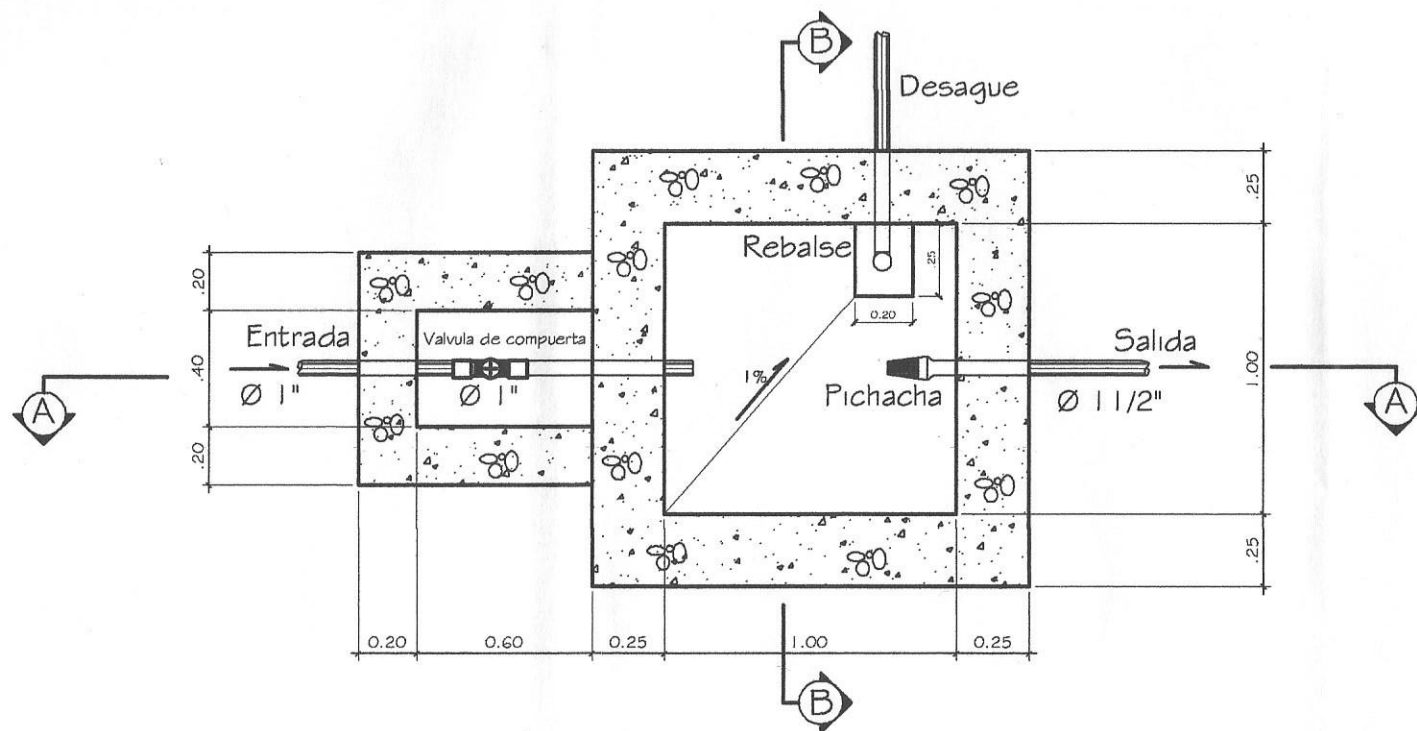 B
Desague
.25
Rebalse
.25
.20
0.20
Entrada
Valvula de compuerta
Salida
.40
1%
1.00
A
Ø 1"
Ø 1"
Pichacha
Ø 1 1/2"
A
.20
.25
0.20
0.60
0.25
1.00
0.25
B